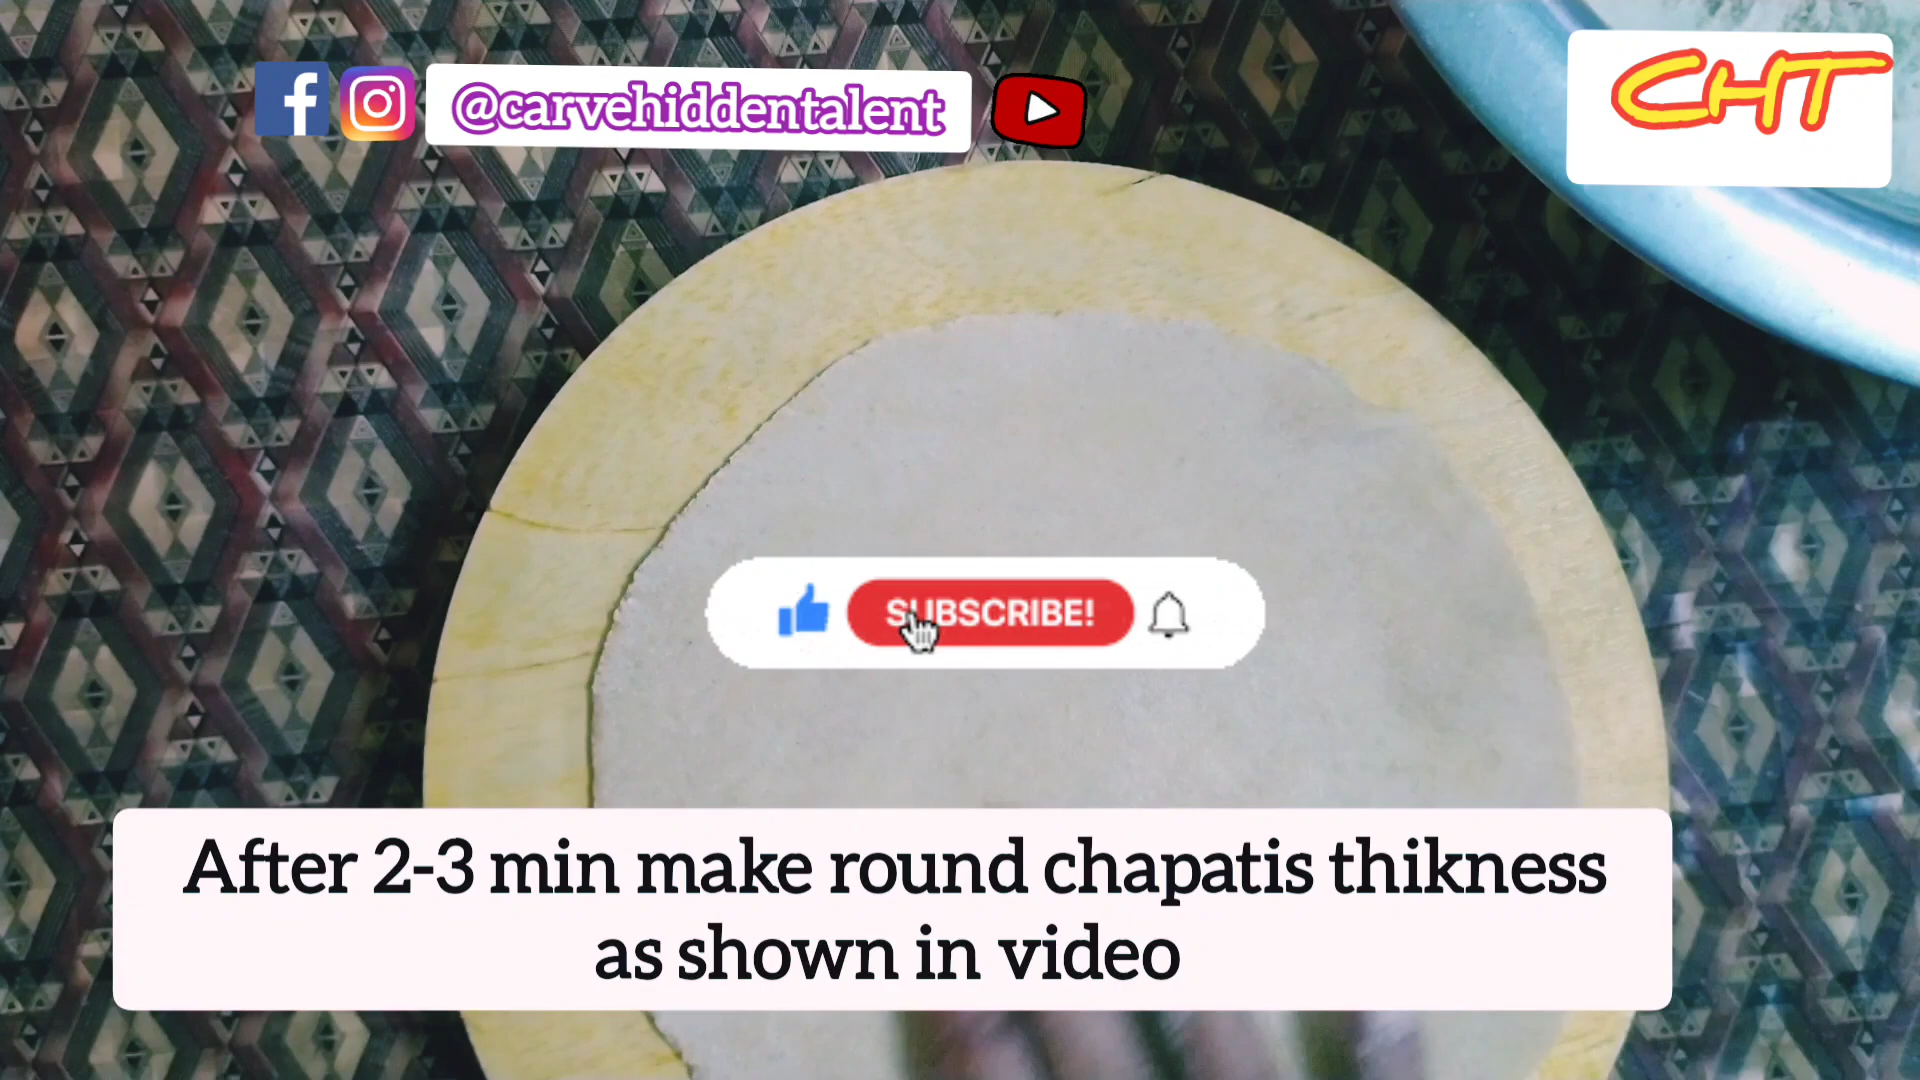 @carvehiddentalent
CHT
SUBSCRIBE!
After 2-3 min make round chapatis thikness
as shown in video